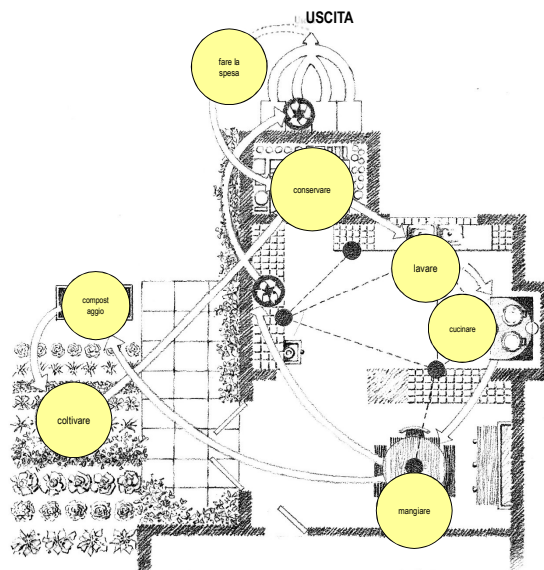 USCITA
fare la
spesa
conservare
lavare
compost
aggio
cucinare
coltivare
mangiare